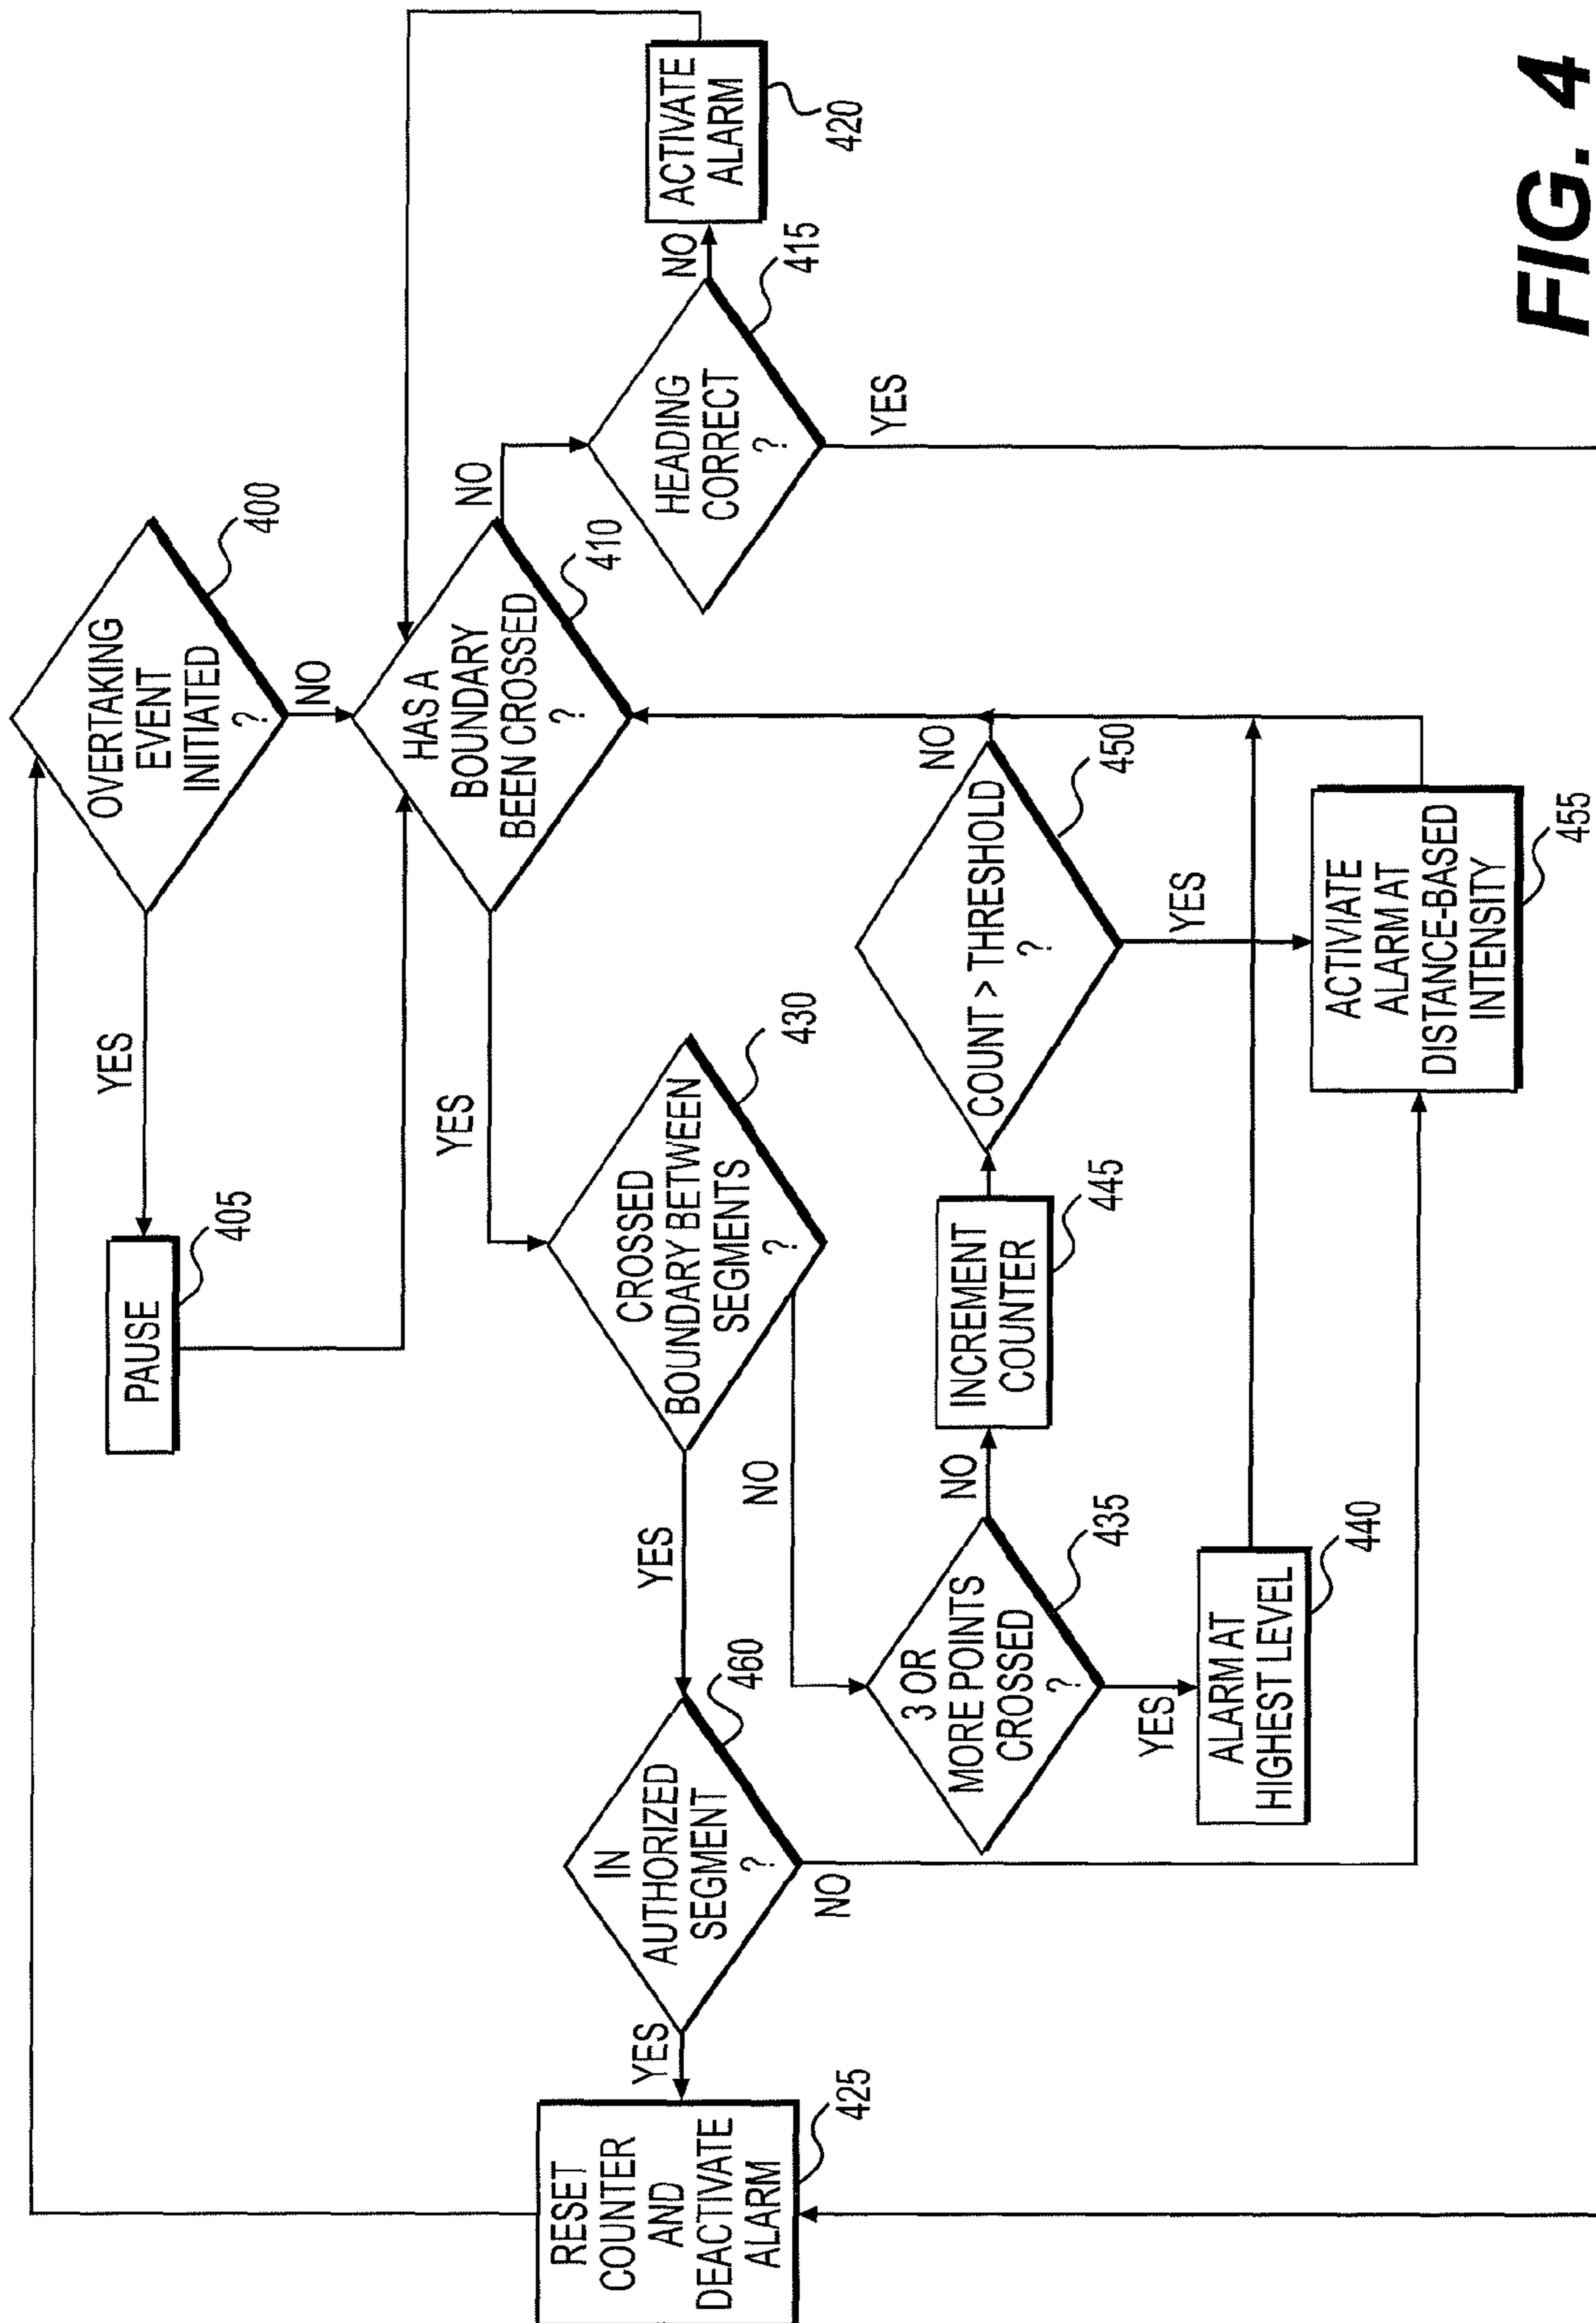 OVERTAKING
EVENT
INITIATED
?
400
YES
NO
PAUSE
405
HAS A
BOUNDARY
BEEN CROSSED
?
410
NO
YES
HEADING
CORRECT
?
415
NO
YES
ACTIVATE
ALARM
420
CROSSED
BOUNDARY BETWEEN
SEGMENTS
?
430
YES
NO
IN
AUTHORIZED
SEGMENT
?
460
YES
NO
RESET
COUNTER
AND
DEACTIVATE
ALARM
425
3 OR
MORE POINTS
CROSSED
?
435
NO
YES
INCREMENT
COUNTER
445
COUNT > THRESHOLD
?
450
NO
YES
ALARM AT
HIGHEST LEVEL
440
ACTIVIATE
ALARM AT
DISTANCE-BASED
INTENSITY
455
FIG. 4